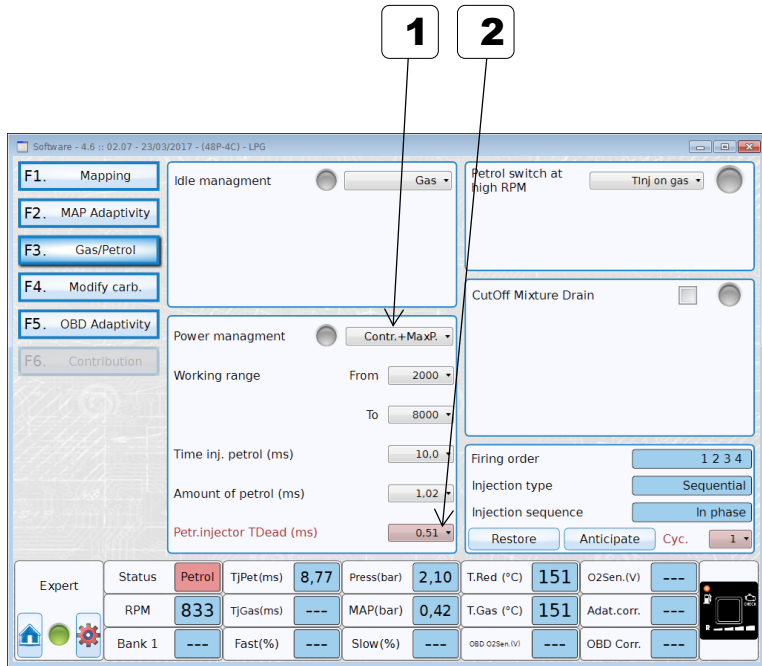 1 2
Software - 4.6 :: 02.07 - 23/03/2017 - (48P-4C) - LPG
F1. Mapping
F2. MAP Adaptivity
F3. Gas/Petrol
F4. Modify carb.
F5. OBD Adaptivity
F6. Contribution
Idle managment Gas
Power managment Contr.+MaxP.
Working range From 2000
To 8000
Time inj. petrol (ms) 10,0
Amount of petrol (ms) 1,02
Petr.injector TDead (ms) 0,51
Petrol switch at
high RPM
TInj on gas
CutOff Mixture Drain
Firing order 1 2 3 4
Injection type Sequential
Injection sequence In phase
Restore Anticipate Cyc. 1
Expert
Status Petrol TjPet(ms) 8,77 Press(bar) 2,10 T.Red (°C) 151 O2Sen.(V) ---
RPM 833 TjGas(ms) --- MAP(bar) 0,42 T.Gas (°C) 151 Adat.corr. ---
Bank 1 --- Fast(%) --- Slow(%) --- OBD O2Sen.(V) --- OBD Corr. ---
CHECK
R